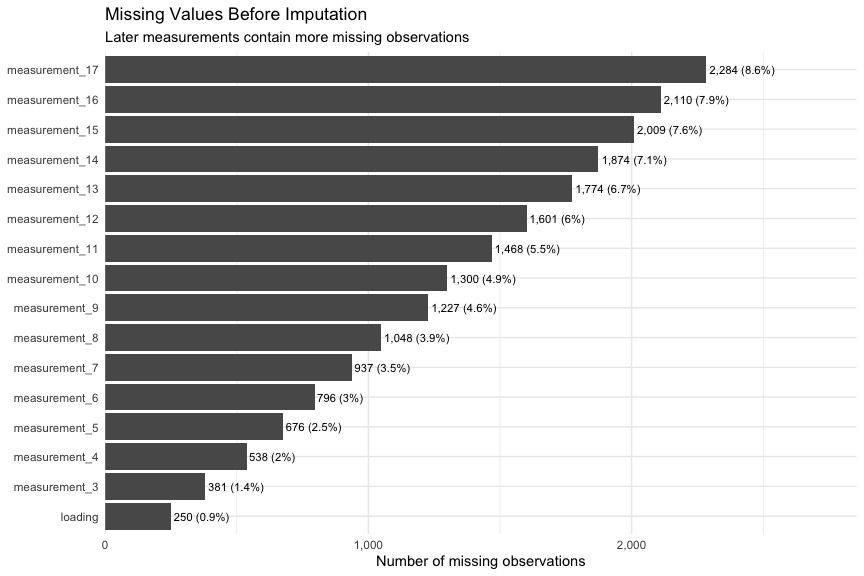 Missing Values Before Imputation
Later measurements contain more missing observations
measurement_17 2,284 (8.6%)
measurement_16 2,110 (7.9%)
measurement_15 2,009 (7.6%)
measurement_14 1,874 (7.1%)
measurement_13 1,774 (6.7%)
measurement_12 1,601 (6%)
measurement_11 1,468 (5.5%)
measurement_10 1,300 (4.9%)
measurement_9 1,227 (4.6%)
measurement_8 1,048 (3.9%)
measurement_7 937 (3.5%)
measurement_6 796 (3%)
measurement_5 676 (2.5%)
measurement_4 538 (2%)
measurement_3 381 (1.4%)
loading 250 (0.9%)
0 1,000 2,000
Number of missing observations